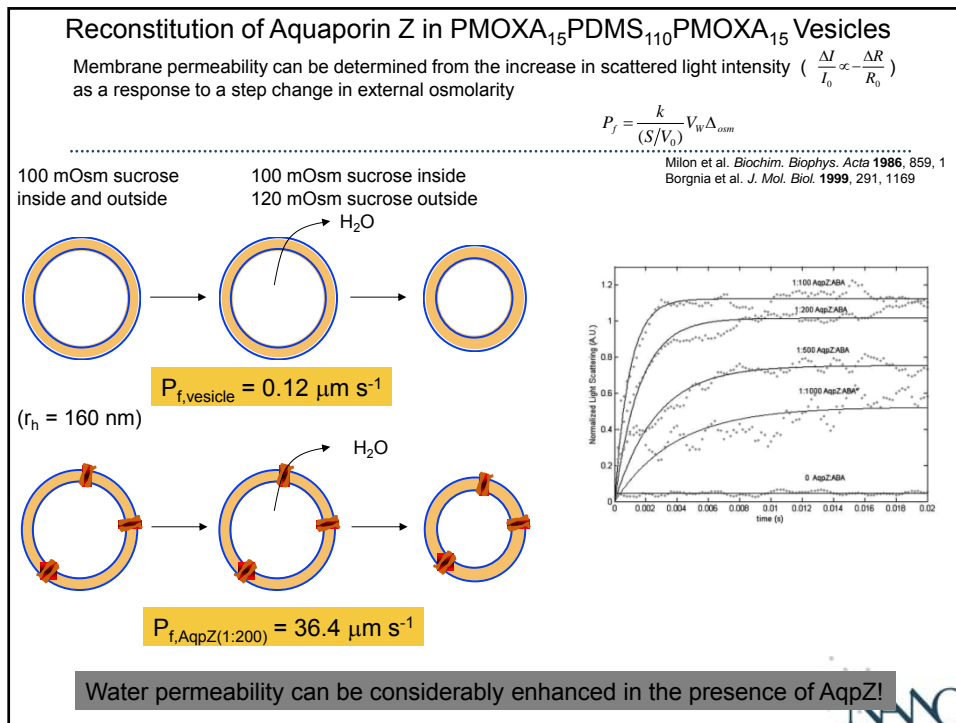 Reconstitution of Aquaporin Z in PMOXA₁₅PDMS₁₁₀PMOXA₁₅ Vesicles
Membrane permeability can be determined from the increase in scattered light intensity ( ΔI/I₀ ∝ -ΔR/R₀ )
as a response to a step change in external osmolarity
P_f = k/(S/V₀) V_W Δ_osm
Milon et al. Biochim. Biophys. Acta 1986, 859, 1
Borgnia et al. J. Mol. Biol. 1999, 291, 1169
100 mOsm sucrose
inside and outside
100 mOsm sucrose inside
120 mOsm sucrose outside
H₂O
P_f,vesicle = 0.12 μm s⁻¹
(r_h = 160 nm)
H₂O
P_f,AqpZ(1:200) = 36.4 μm s⁻¹
Normalized Light Scattering (A.U.)
1.2
1
0.8
0.6
0.4
0.2
0
1:100 AqpZ:ABA
1:200 AqpZ:ABA
1:500 AqpZ:ABA
1:1000 AqpZ:ABA*
0 AqpZ:ABA
0 0.002 0.004 0.006 0.008 0.01 0.012 0.014 0.016 0.018 0.02
time (s)
Water permeability can be considerably enhanced in the presence of AqpZ!